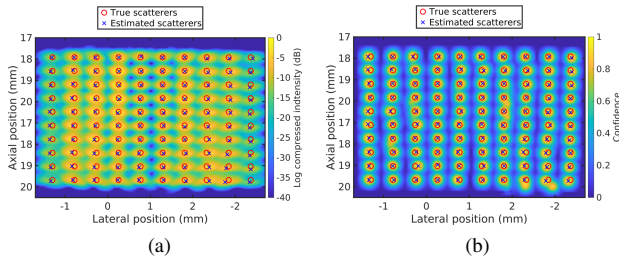 ○ True scatterers
× Estimated scatterers
○ True scatterers
× Estimated scatterers
17
18
18
19
20
17
18
19
20
Axial position (mm)
-1 0 1 2 -2
Lateral position (mm)
0
-5
-10
-15
-20
-25
-30
-35
-40
Log compressed indtensity (dB)
(a)
17
18
18
19
20
17
18
19
20
Axial position (mm)
-1 0 1 2 -2
Lateral position (mm)
1
0.8
0.6
0.4
0.2
0
Confidence
(b)